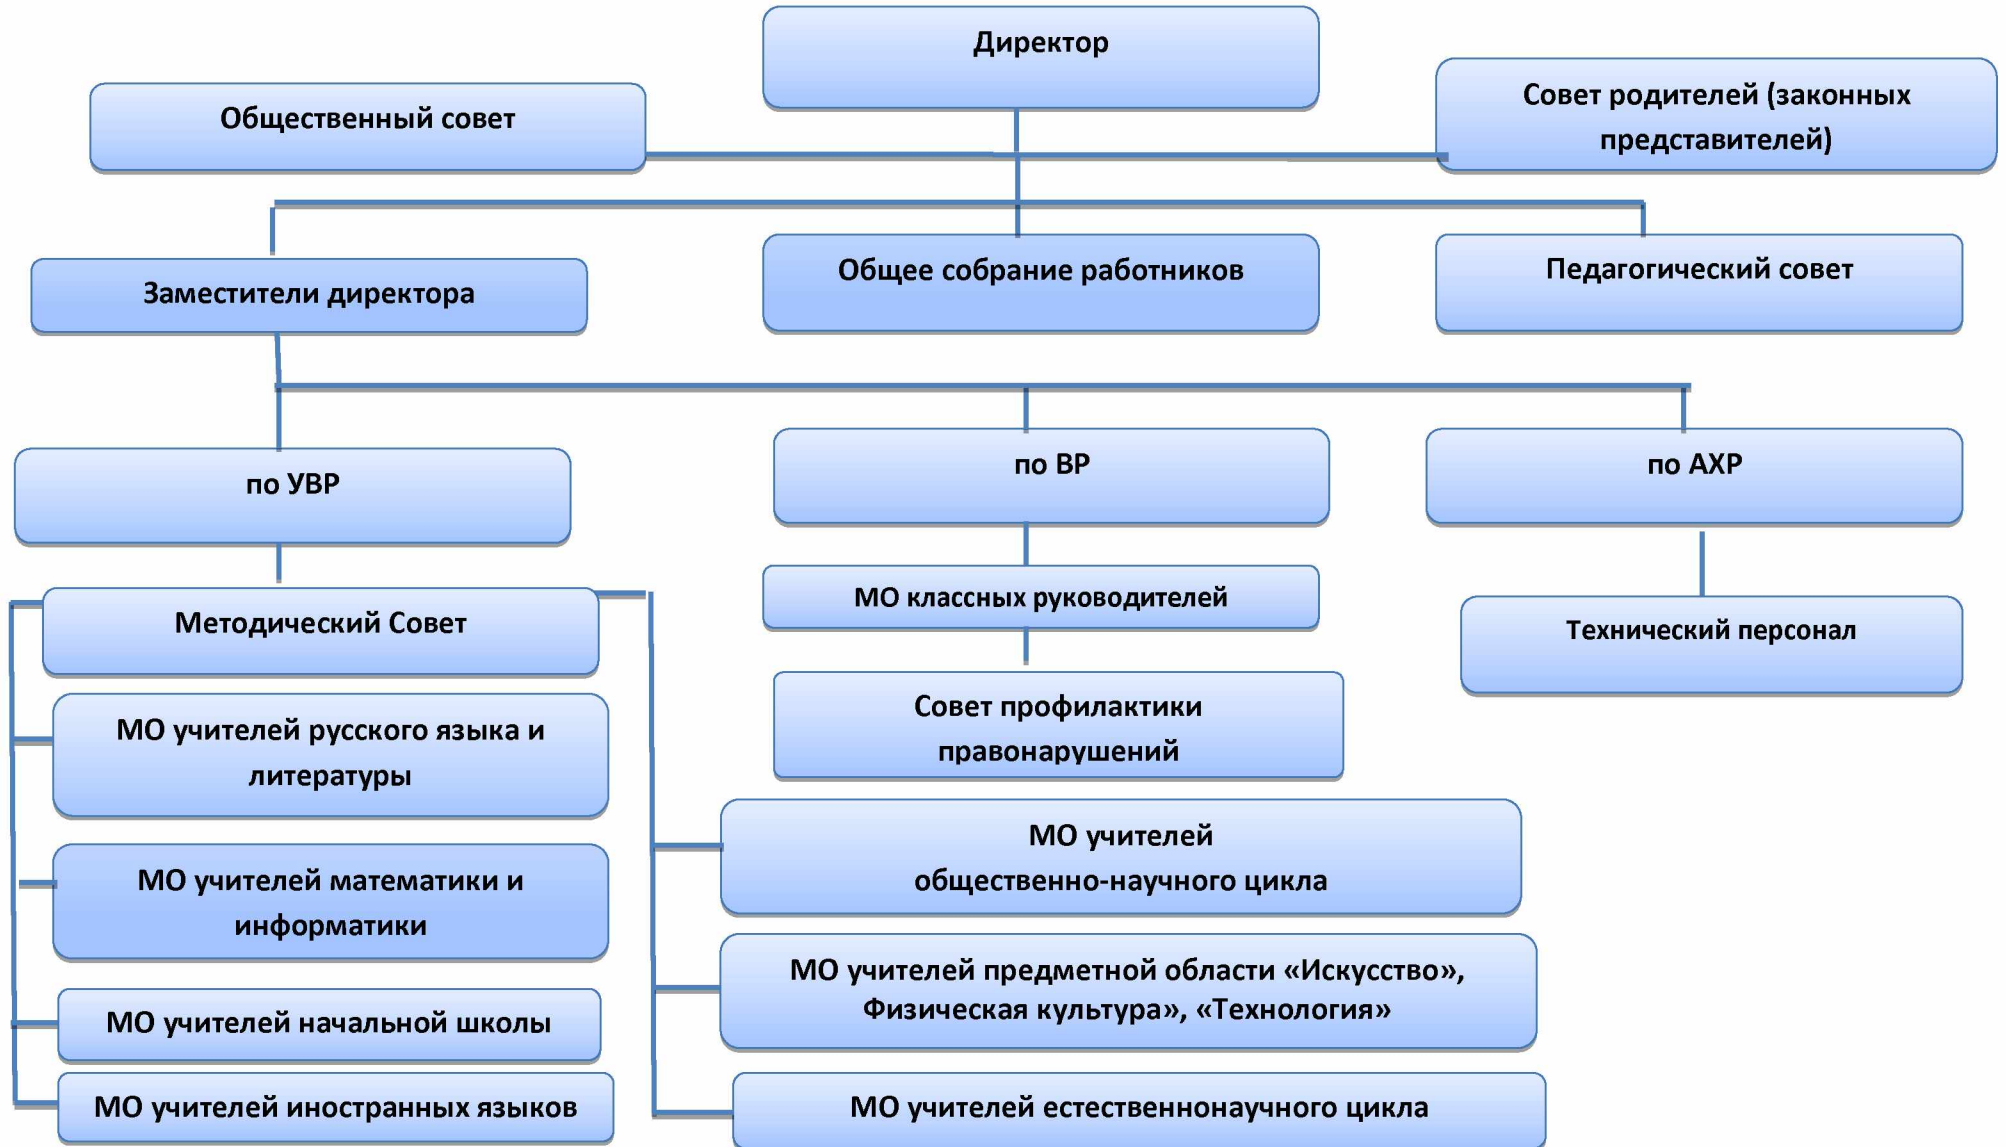 Директор
Общественный совет
Совет родителей (законных
представителей)
Заместители директора
Общее собрание работников
Педагогический совет
по УВР
по ВР
по АХР
Методический Совет
МО классных руководителей
Технический персонал
Совет профилактики
правонарушений
МО учителей русского языка и
литературы
МО учителей математики и
информатики
МО учителей начальной школы
МО учителей иностранных языков
МО учителей
общественно-научного цикла
МО учителей предметной области «Искусство»,
Физическая культура», «Технология»
МО учителей естественнонаучного цикла